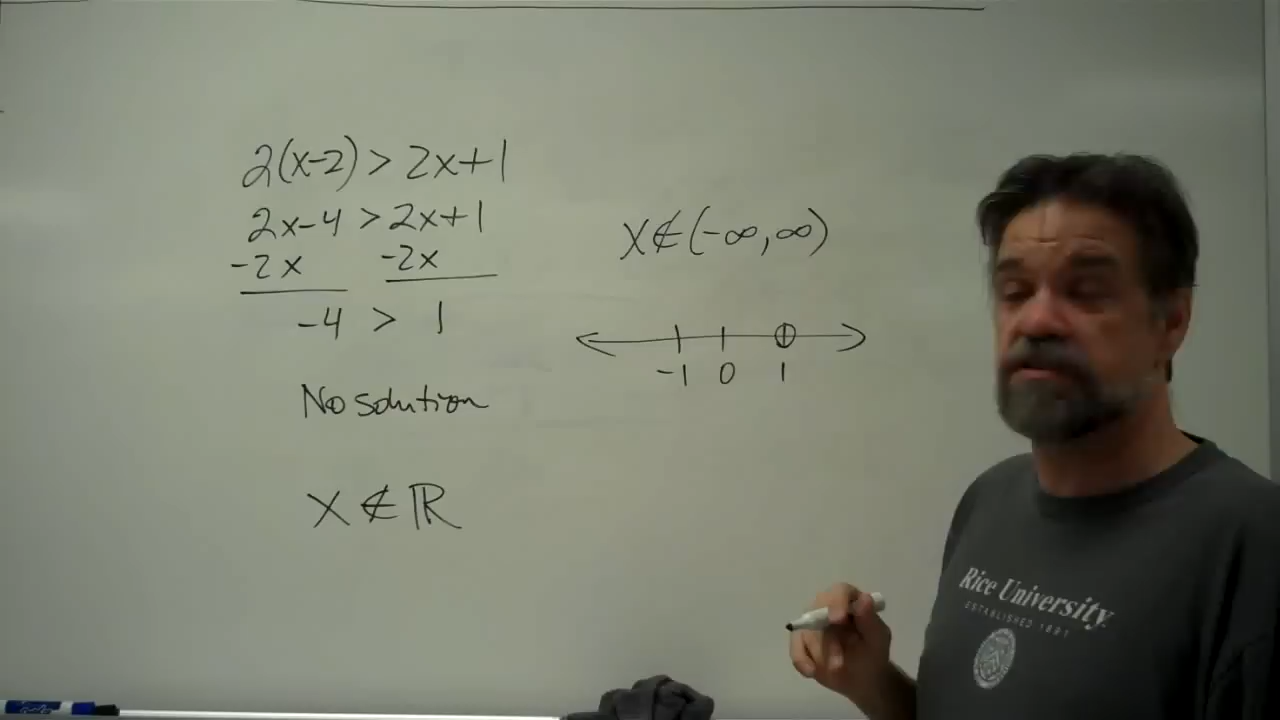 2(x-2) > 2x+1
2x-4 > 2x+1
-2x -2x
-4 > 1
No solution
x ∉ ℝ
x ∉ (-∞, ∞)
-1 0 1
Rice University
ESTABLISHED 1891